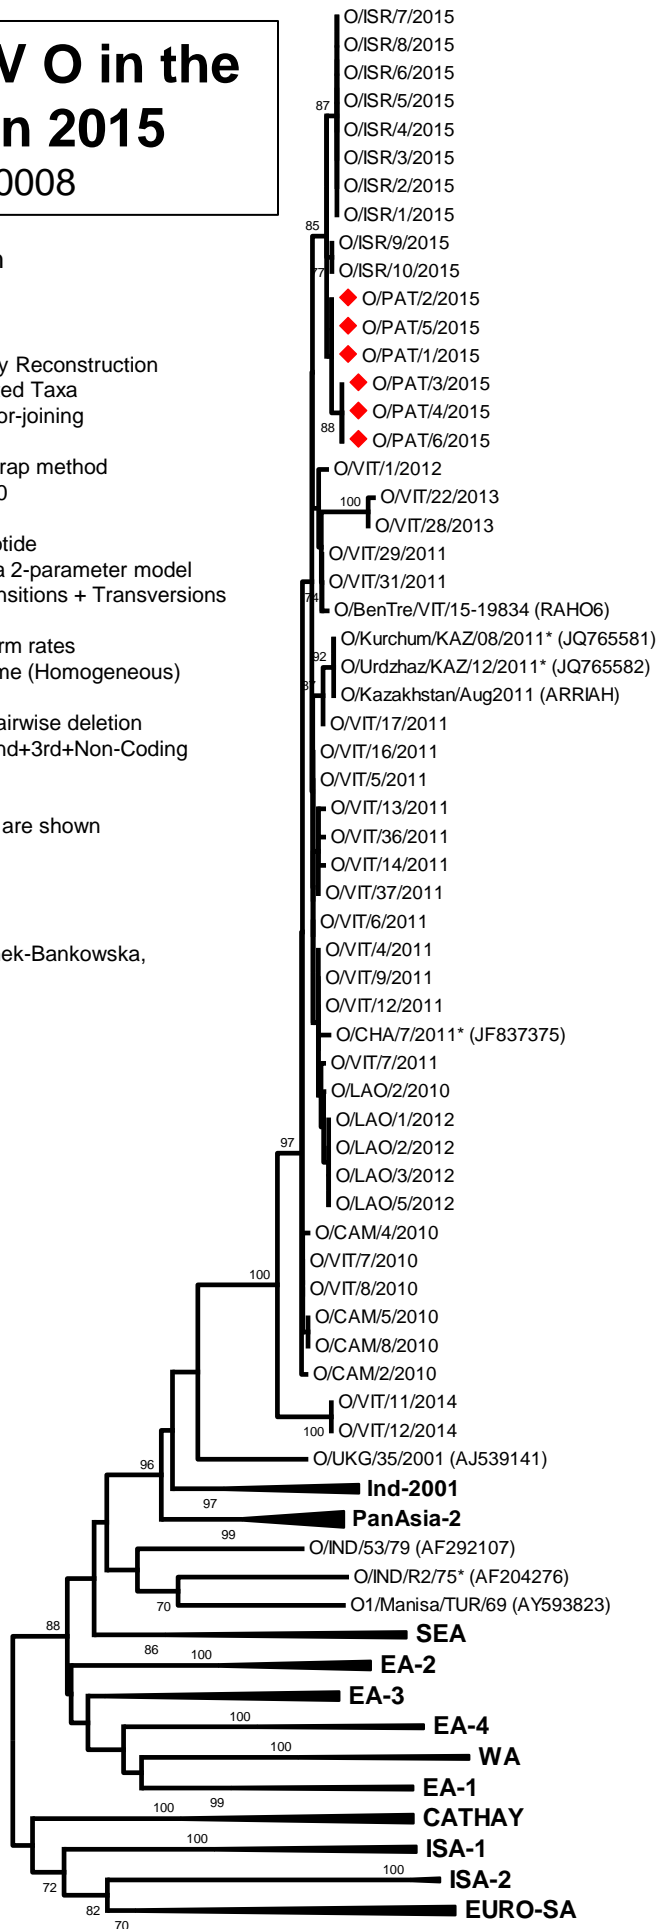 V O in the
n 2015
0008
n
y Reconstruction
ed Taxa
or-joining
rap method
0
otide
a 2-parameter model
nsitions + Transversions
rm rates
me (Homogeneous)
airwise deletion
nd+3rd+Non-Coding
are shown
ek-Bankowska,
O/ISR/7/2015
O/ISR/8/2015
O/ISR/6/2015
O/ISR/5/2015
87
O/ISR/4/2015
O/ISR/3/2015
O/ISR/2/2015
O/ISR/1/2015
85
O/ISR/9/2015
77
O/ISR/10/2015
O/PAT/2/2015
O/PAT/5/2015
O/PAT/1/2015
O/PAT/3/2015
O/PAT/4/2015
88
O/PAT/6/2015
O/VIT/1/2012
100
O/VIT/22/2013
O/VIT/28/2013
O/VIT/29/2011
O/VIT/31/2011
74
O/BenTre/VIT/15-19834 (RAHO6)
O/Kurchum/KAZ/08/2011* (JQ765581)
92
O/Urdzhaz/KAZ/12/2011* (JQ765582)
87
O/Kazakhstan/Aug2011 (ARRIAH)
O/VIT/17/2011
O/VIT/16/2011
O/VIT/5/2011
O/VIT/13/2011
O/VIT/36/2011
O/VIT/14/2011
O/VIT/37/2011
O/VIT/6/2011
O/VIT/4/2011
O/VIT/9/2011
O/VIT/12/2011
O/CHA/7/2011* (JF837375)
O/VIT/7/2011
O/LAO/2/2010
O/LAO/1/2012
97
O/LAO/2/2012
O/LAO/3/2012
O/LAO/5/2012
O/CAM/4/2010
O/VIT/7/2010
100
O/VIT/8/2010
O/CAM/5/2010
O/CAM/8/2010
O/CAM/2/2010
O/VIT/11/2014
100
O/VIT/12/2014
O/UKG/35/2001 (AJ539141)
96
Ind-2001
97
PanAsia-2
99
O/IND/53/79 (AF292107)
O/IND/R2/75* (AF204276)
70
O1/Manisa/TUR/69 (AY593823)
88
SEA
86
100
EA-2
EA-3
100
EA-4
100
WA
EA-1
99
100
CATHAY
100
ISA-1
100
ISA-2
72
82
EURO-SA
70